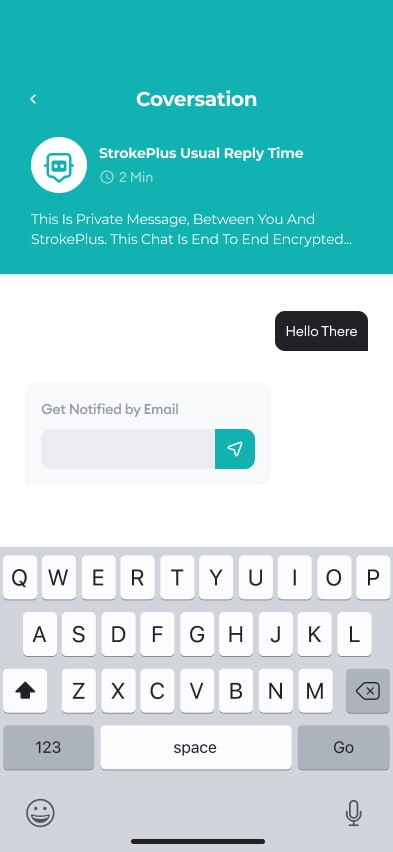 Coversation
StrokePlus Usual Reply Time
2 Min
This Is Private Message, Between You And
StrokePlus. This Chat Is End To End Encrypted...
Hello There
Get Notified by Email
Q W E R T Y U I O P
A S D F G H J K L
Z X C V B N M
123 space Go